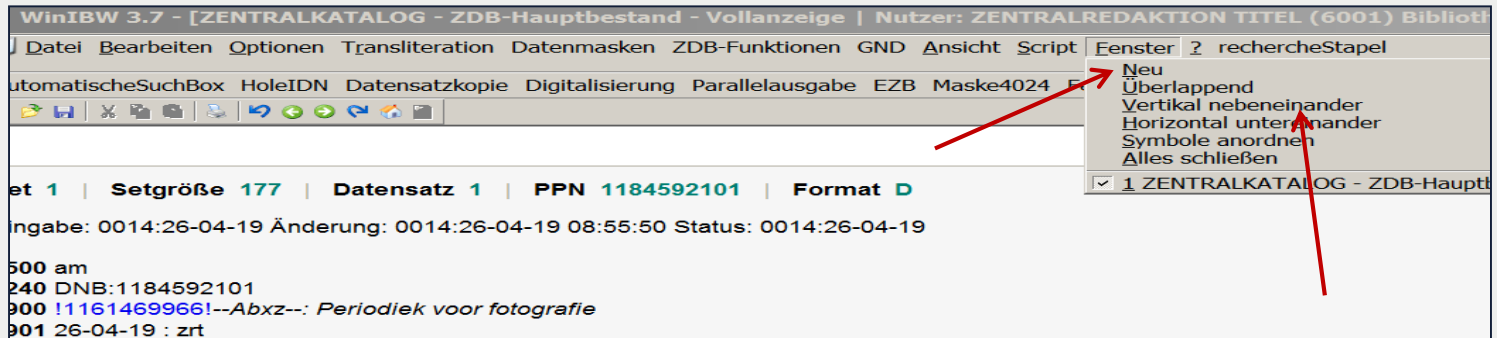 WinIBW 3.7 - [ZENTRALKATALOG - ZDB-Hauptbestand - Vollanzeige | Nutzer: ZENTRALREDAKTION TITEL (6001) Biblioth
Datei Bearbeiten Optionen Transliteration Datenmasken ZDB-Funktionen GND Ansicht Script Fenster ? rechercheStapel
utomatischeSuchBox HoleIDN Datensatzkopie Digitalisierung Parallelausgabe EZB Maske4024
Neu
Überlappend
Vertikal nebeneinander
Horizontal untereinander
Symbole anordnen
Alles schließen
1 ZENTRALKATALOG - ZDB-Hauptb
et 1 | Setgröße 177 | Datensatz 1 | PPN 1184592101 | Format D
ingabe: 0014:26-04-19 Änderung: 0014:26-04-19 08:55:50 Status: 0014:26-04-19
500 am
240 DNB:1184592101
900 !1161469966!--Abxz--: Periodiek voor fotografie
901 26-04-19 : zrt